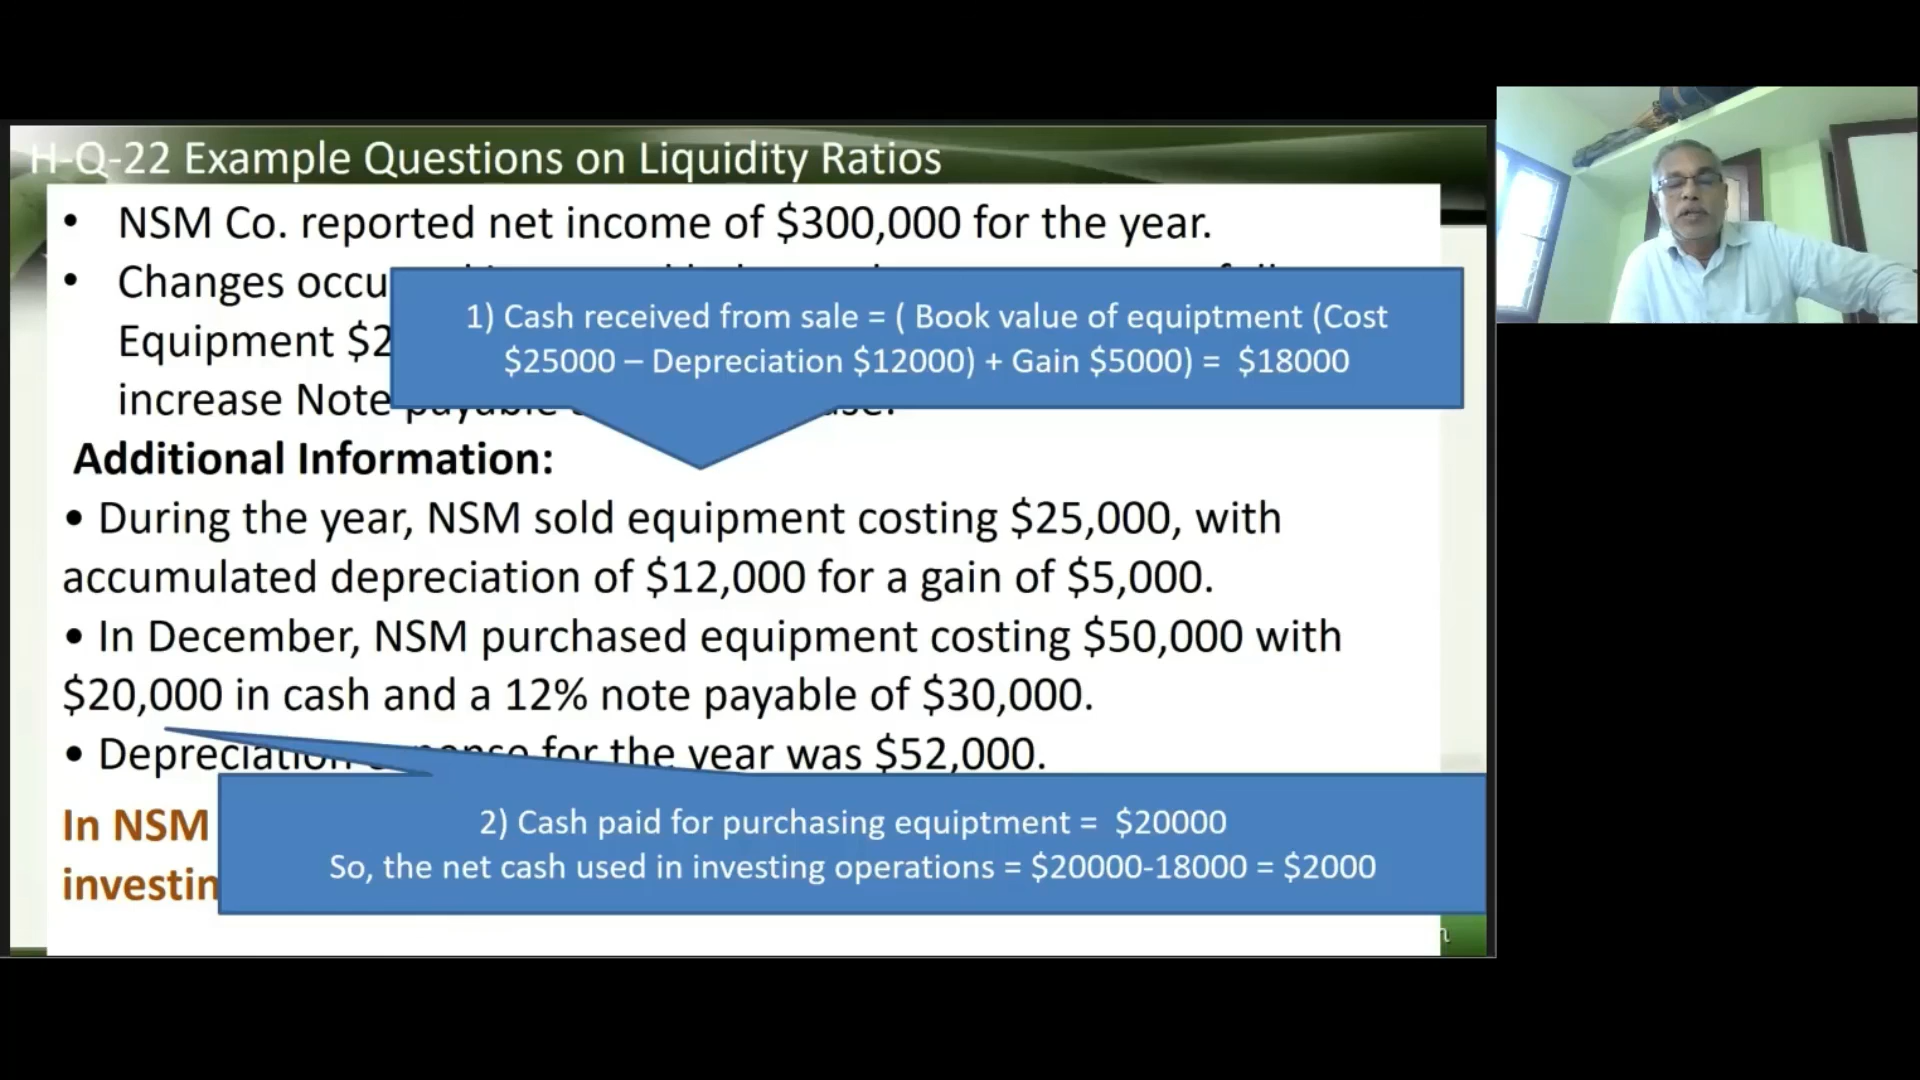 H-Q-22 Example Questions on Liquidity Ratios
• NSM Co. reported net income of $300,000 for the year.
• Changes occu
Equipment $2
increase Note payable
1) Cash received from sale = ( Book value of equiptment (Cost
$25000 – Depreciation $12000) + Gain $5000) = $18000
Additional Information:
• During the year, NSM sold equipment costing $25,000, with
accumulated depreciation of $12,000 for a gain of $5,000.
• In December, NSM purchased equipment costing $50,000 with
$20,000 in cash and a 12% note payable of $30,000.
• Depreciation for the year was $52,000.
In NSM
investin
2) Cash paid for purchasing equiptment = $20000
So, the net cash used in investing operations = $20000-18000 = $2000